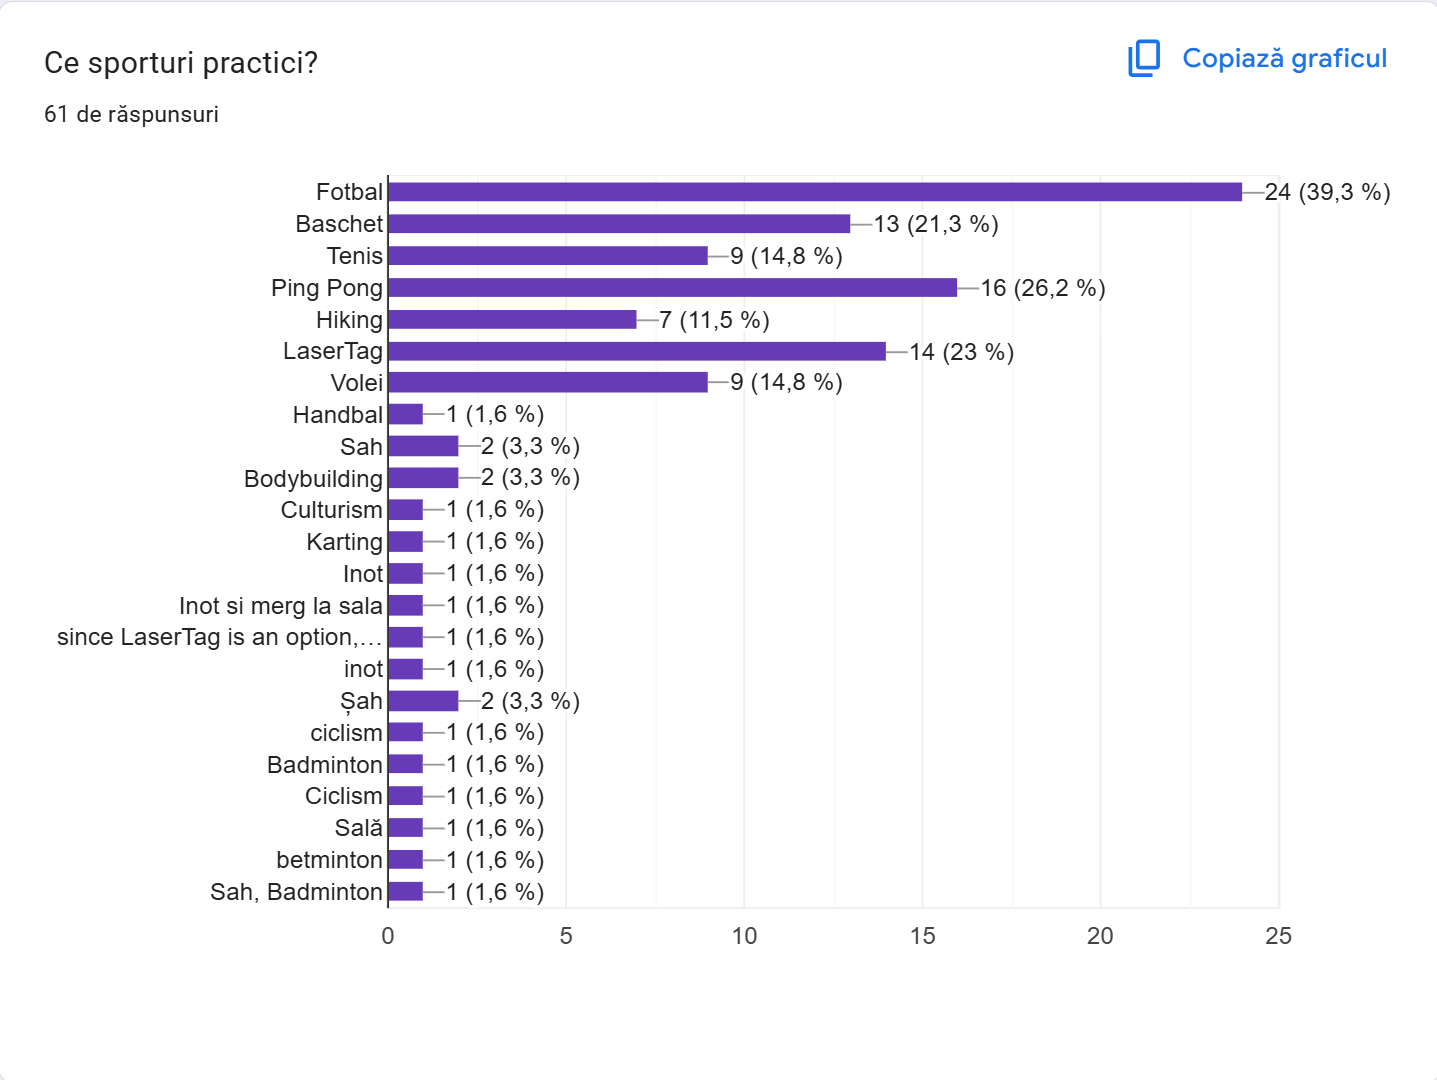 Ce sporturi practici?
Copiază graficul
61 de răspunsuri
Fotbal 24 (39,3 %)
Baschet 13 (21,3 %)
Tenis 9 (14,8 %)
Ping Pong 16 (26,2 %)
Hiking 7 (11,5 %)
LaserTag 14 (23 %)
Volei 9 (14,8 %)
Handbal 1 (1,6 %)
Sah 2 (3,3 %)
Bodybuilding 2 (3,3 %)
Culturism 1 (1,6 %)
Karting 1 (1,6 %)
Inot 1 (1,6 %)
Inot si merg la sala 1 (1,6 %)
since LaserTag is an option,… 1 (1,6 %)
inot 1 (1,6 %)
Șah 2 (3,3 %)
ciclism 1 (1,6 %)
Badminton 1 (1,6 %)
Ciclism 1 (1,6 %)
Sală 1 (1,6 %)
betminton 1 (1,6 %)
Sah, Badminton 1 (1,6 %)
0 5 10 15 20 25